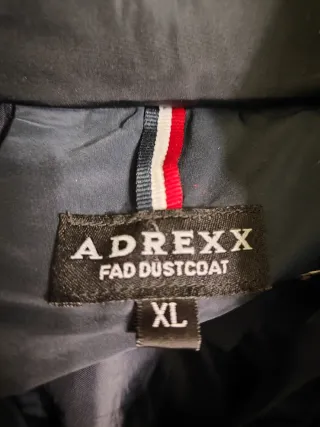 ADREXX
FAD DUSTCOAT
XL